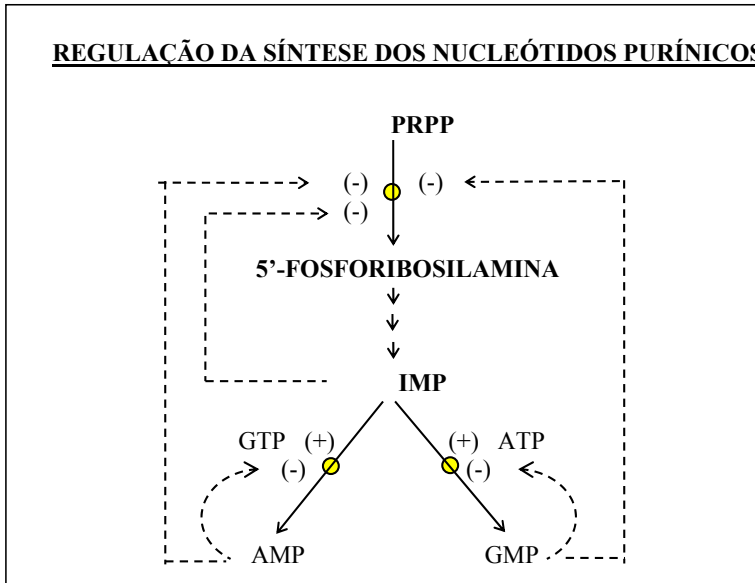 REGULAÇÃO DA SÍNTESE DOS NUCLEÓTIDOS PURÍNICOS
PRPP
(-) (-)
(-)
5’-FOSFORIBOSILAMINA
IMP
GTP (+) (+) ATP
(-) (-)
AMP GMP